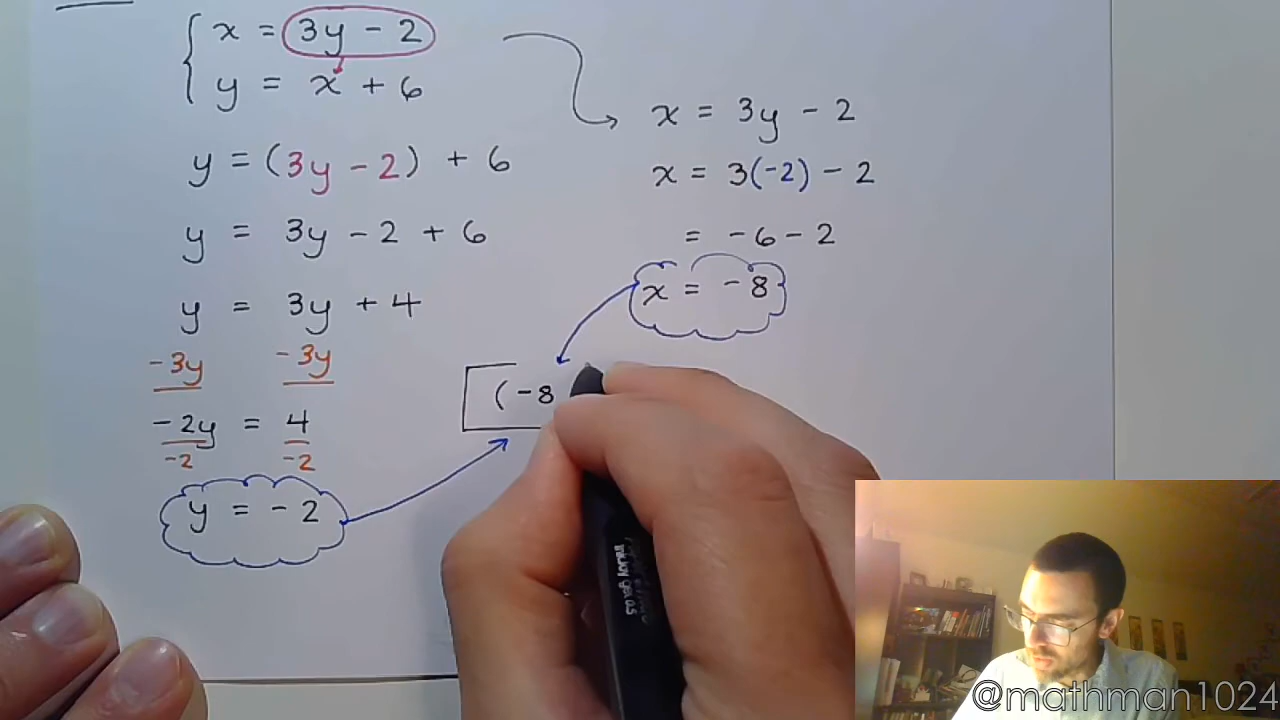 x = 3y - 2
y = x + 6
y = (3y - 2) + 6
y = 3y - 2 + 6
y = 3y + 4
-3y -3y
-2y = 4
-2 -2
y = -2
x = 3y - 2
x = 3(-2) - 2
= -6 - 2
x = -8
(-8
@mathman1024